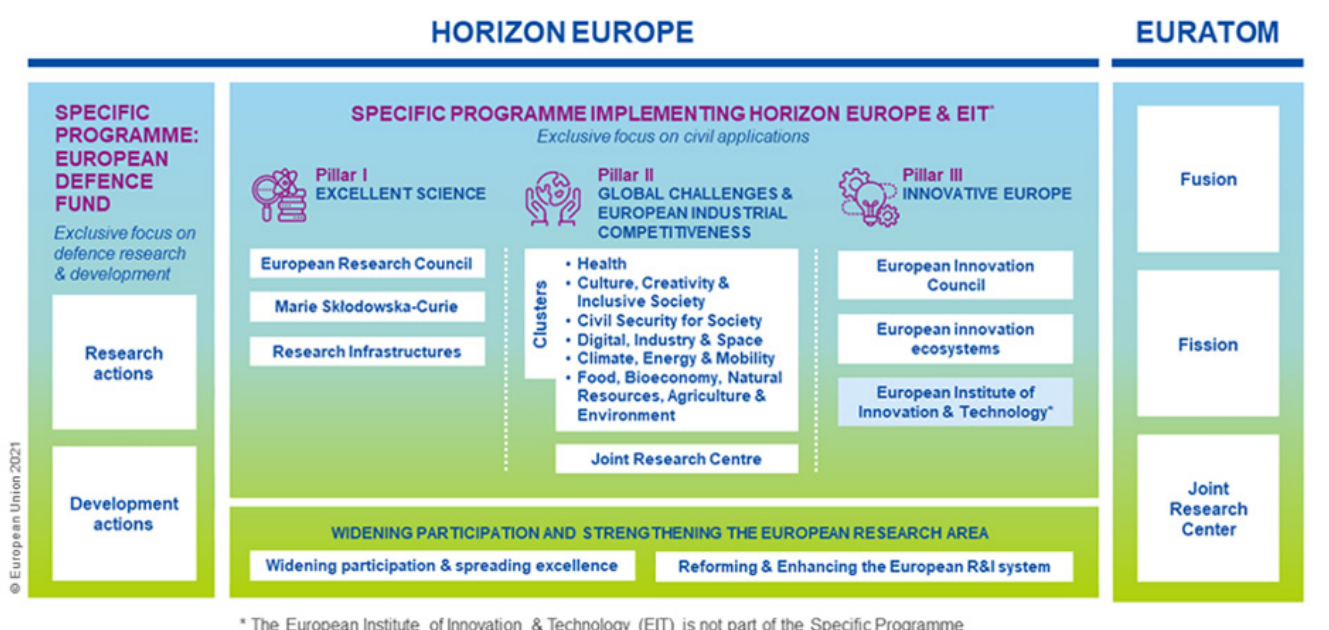 HORIZON EUROPE
EURATOM
SPECIFIC
PROGRAMME:
EUROPEAN
DEFENCE
FUND
Exclusive focus on
defence research
& development
Research
actions
Development
actions
SPECIFIC PROGRAMME IMPLEMENTING HORIZON EUROPE & EIT*
Exclusive focus on civil applications
Pillar I
EXCELLENT SCIENCE
European Research Council
Marie Skłodowska-Curie
Research Infrastructures
Pillar II
GLOBAL CHALLENGES &
EUROPEAN INDUSTRIAL
COMPETITIVENESS
Clusters
• Health
• Culture, Creativity &
Inclusive Society
• Civil Security for Society
• Digital, Industry & Space
• Climate, Energy & Mobility
• Food, Bioeconomy, Natural
Resources, Agriculture &
Environment
Joint Research Centre
Pillar III
INNOVATIVE EUROPE
European Innovation
Council
European innovation
ecosystems
European Institute of
Innovation & Technology*
WIDENING PARTICIPATION AND STRENGTHENING THE EUROPEAN RESEARCH AREA
Widening participation & spreading excellence
Reforming & Enhancing the European R&I system
Fusion
Fission
Joint
Research
Center
© European Union 2021
* The European Institute of Innovation & Technology (EIT) is not part of the Specific Programme